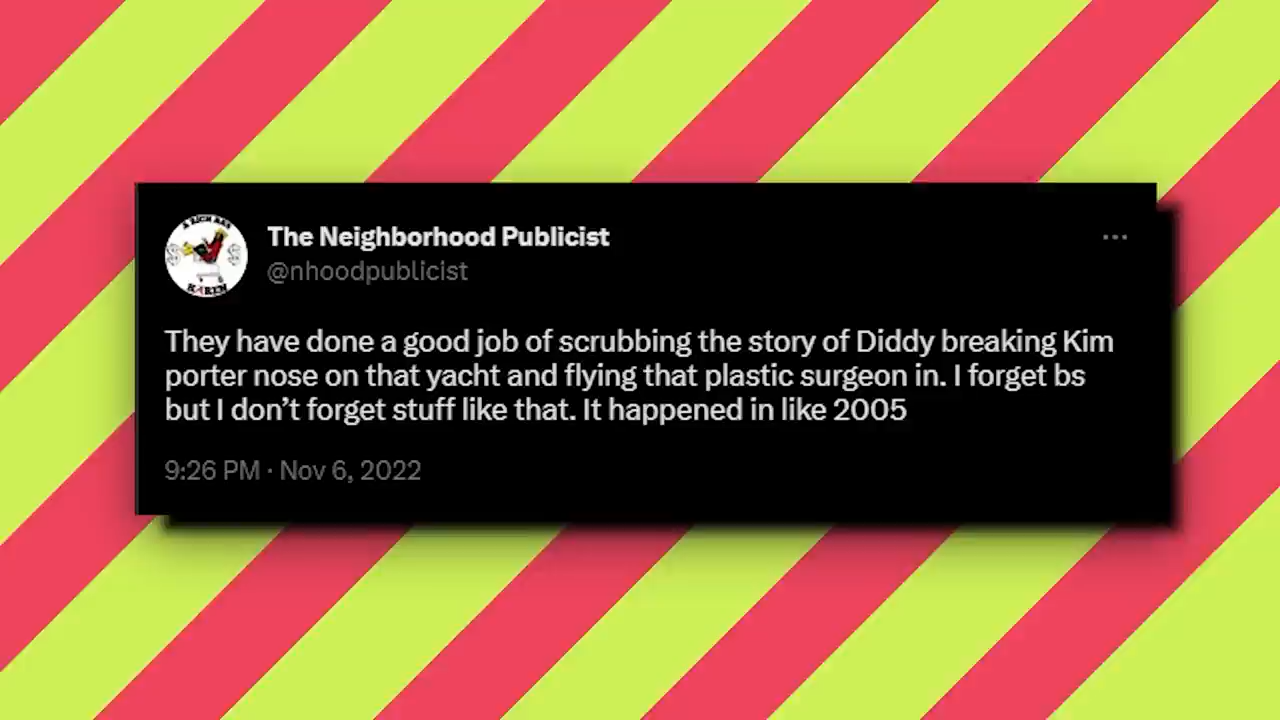 The Neighborhood Publicist
@nhoodpublicist
They have done a good job of scrubbing the story of Diddy breaking Kim
porter nose on that yacht and flying that plastic surgeon in. I forget bs
but I don’t forget stuff like that. It happened in like 2005
9:26 PM · Nov 6, 2022